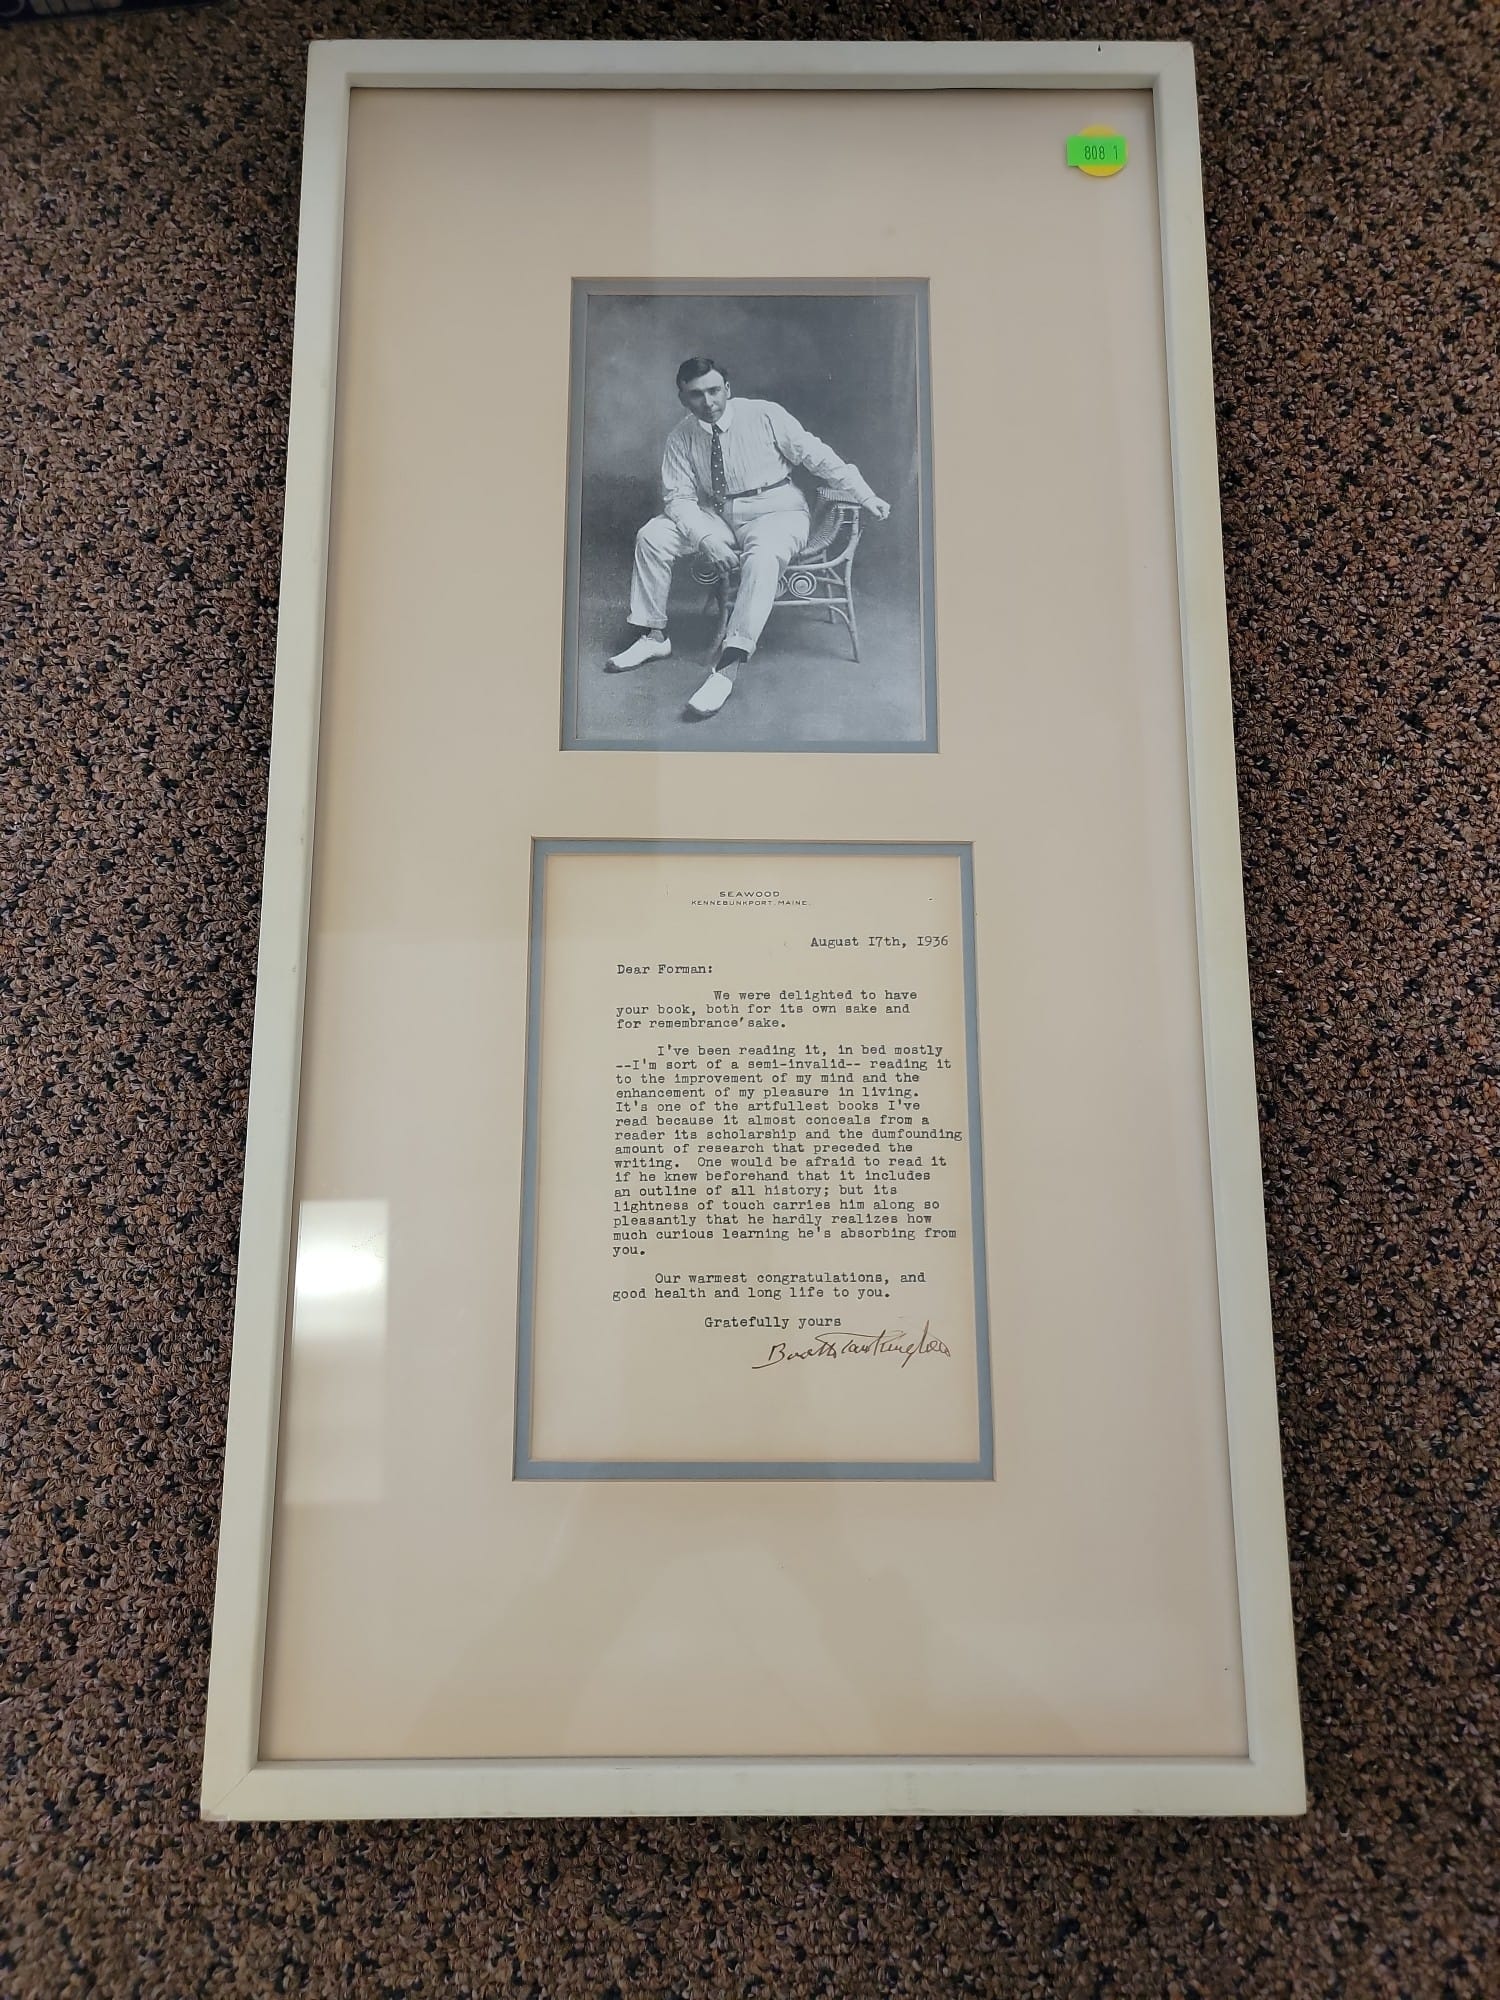 808 1
SEAWOOD
KENNEBUNKPORT, MAINE.
August 17th, 1936
Dear Forman:
We were delighted to have
your book, both for its own sake and
for remembrance' sake.
I've been reading it, in bed mostly
--I'm sort of a semi-invalid-- reading it
to the improvement of my mind and the
enhancement of my pleasure in living.
It's one of the artfullest books I've
read because it almost conceals from a
reader its scholarship and the dumfounding
amount of research that preceded the
writing. One would be afraid to read it
if he knew beforehand that it includes
an outline of all history; but its
lightness of touch carries him along so
pleasantly that he hardly realizes how
much curious learning he's absorbing from
you.
Our warmest congratulations, and
good health and long life to you.
Gratefully yours
Booth Tarkington